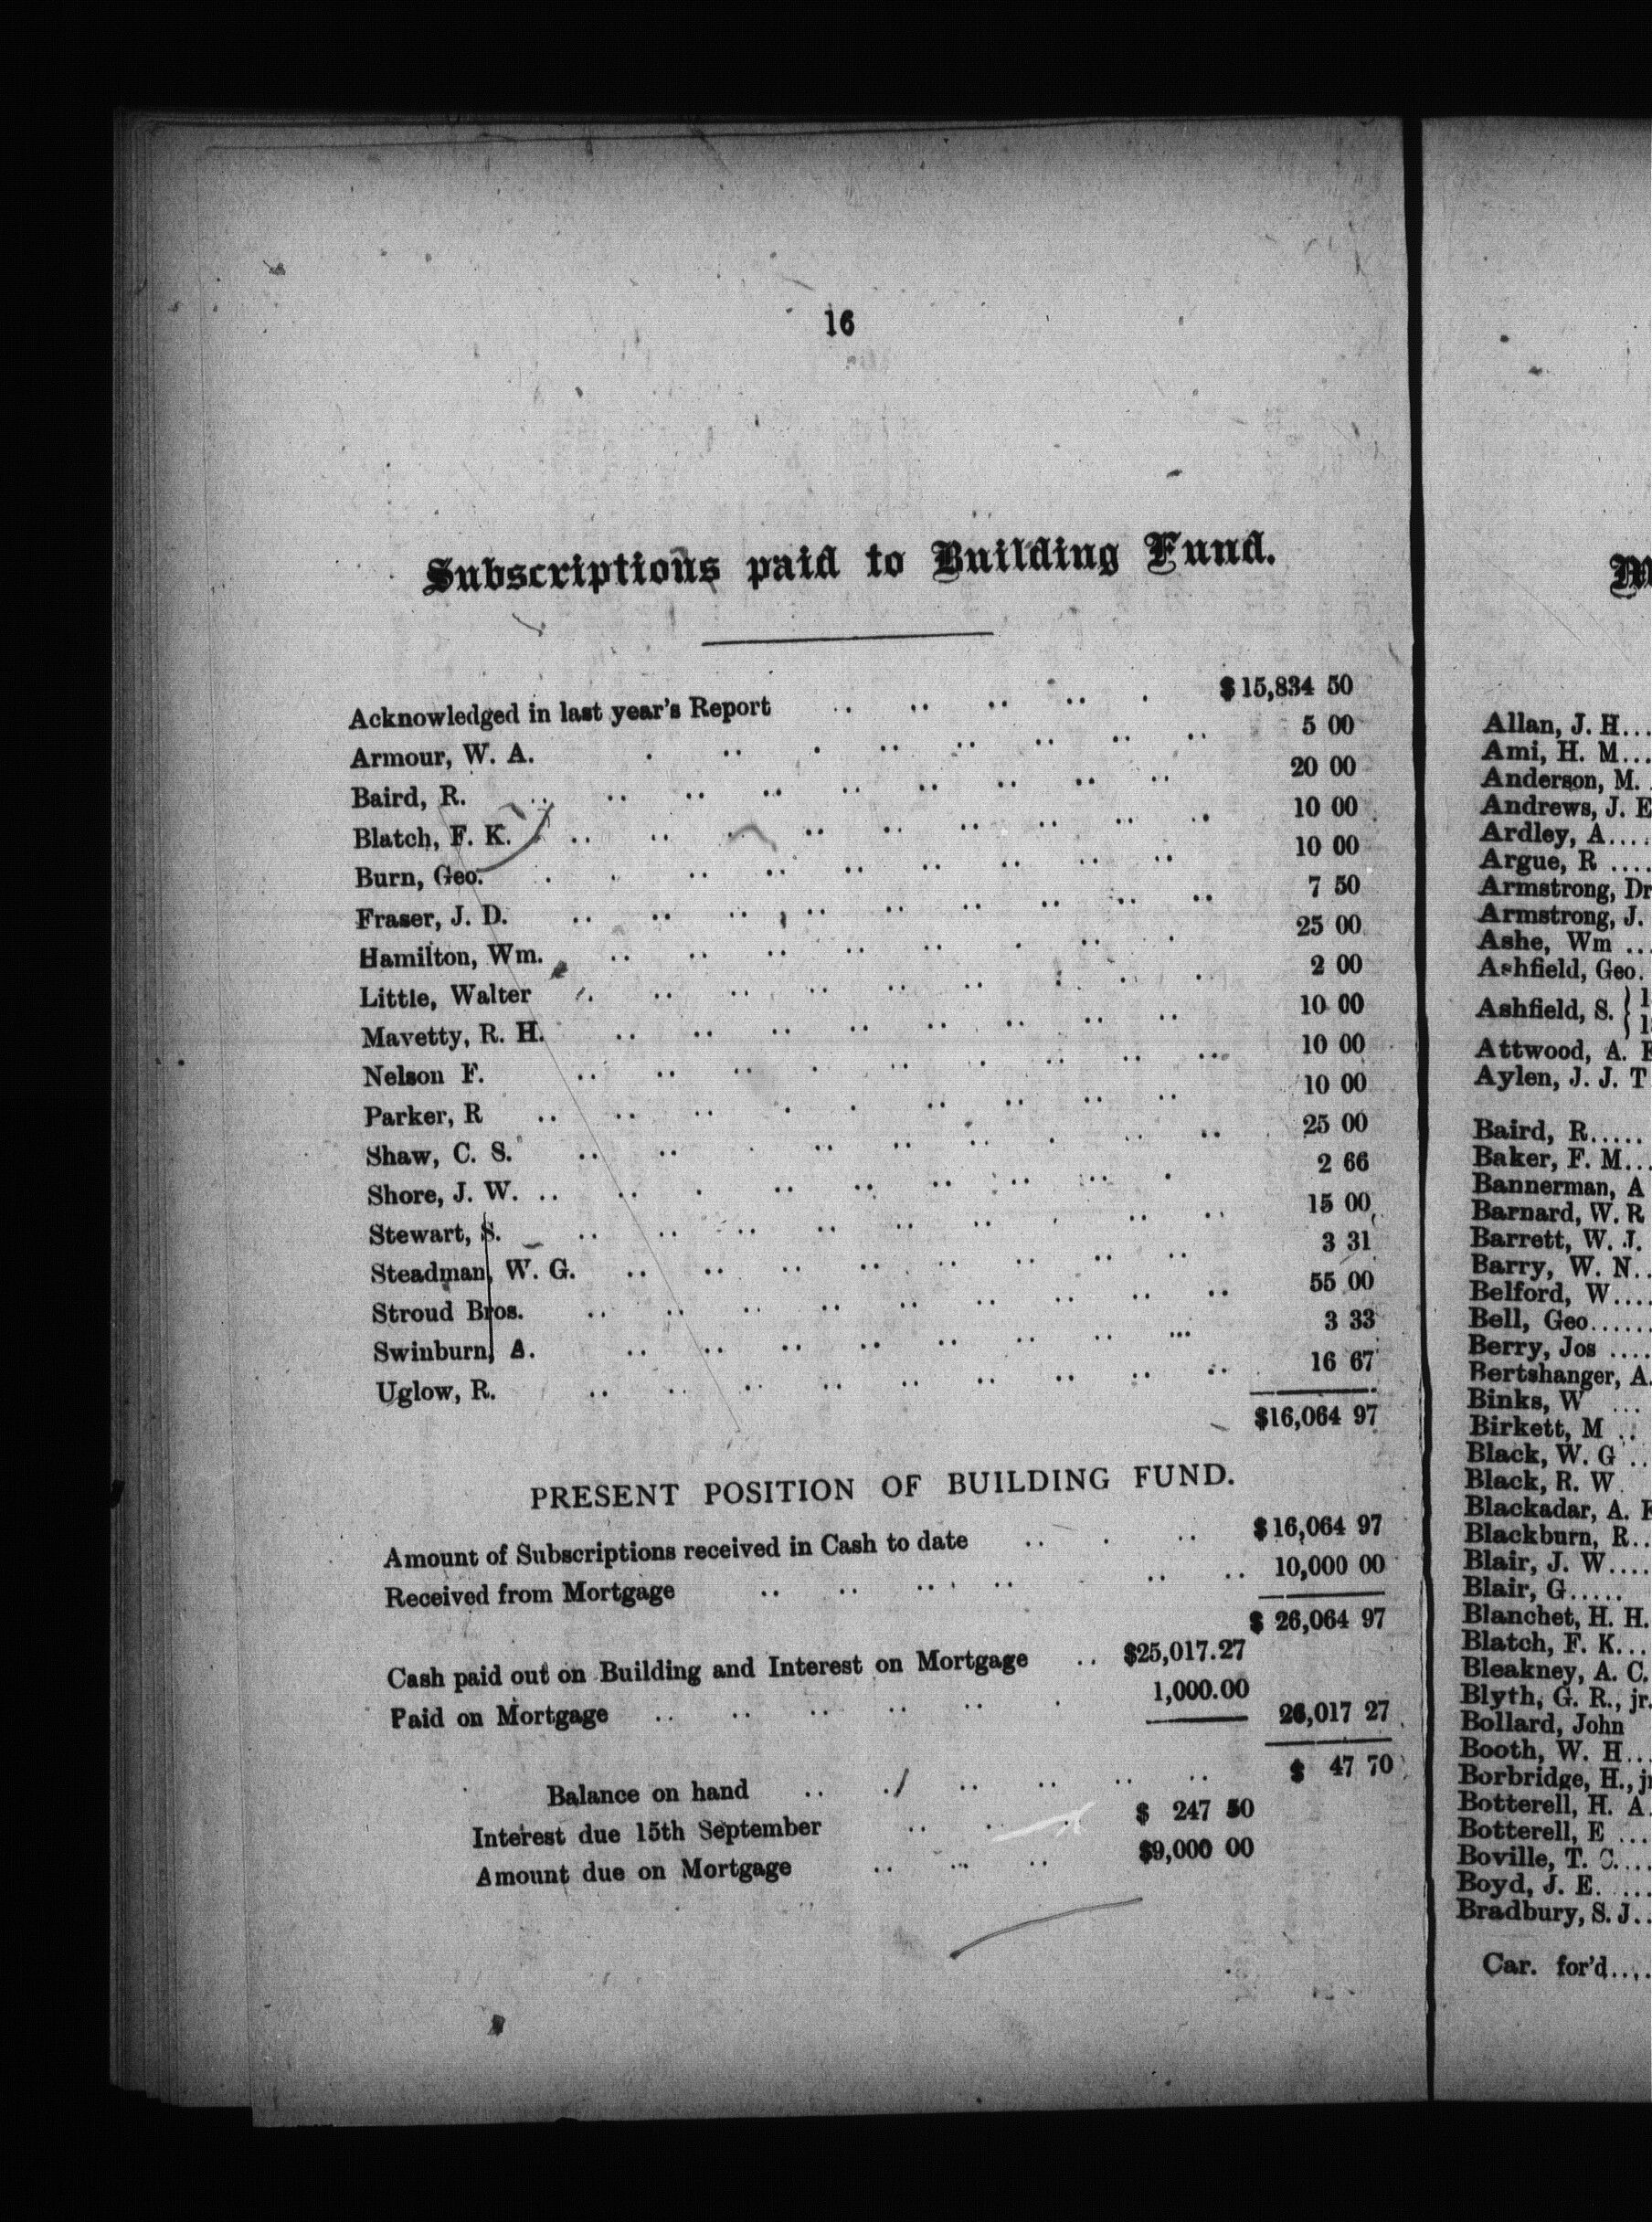 16
Subscriptions paid to Building Fund.
Acknowledged in last year's Report .. .. .. .. . $15,834 50
Armour, W. A. . .. . .. .. .. .. .. 5 00
Baird, R. .. .. .. .. .. .. .. .. .. 20 00
Blatch, F. K. . .. .. .. .. .. .. .. .. 10 00
Burn, Geo. . . .. .. .. .. .. .. .. 10 00
Fraser, J. D. .. .. .. .. .. .. .. .. .. 7 50
Hamilton, Wm. .. .. .. .. .. . .. . 25 00
Little, Walter .. .. .. .. .. .. : . . 2 00
Mavetty, R. H. .. .. .. .. .. .. .. .. 10 00
Nelson F. .. .. .. . .. . .. .. .. 10 00
Parker, R .. .. .. . . .. .. .. .. 10 00
Shaw, C. S. .. .. . .. .. .. . .. .. 25 00
Shore, J. W. .. .. . .. .. .. .. .. . 2 66
Stewart, S. .. .. .. .. .. .. . .. .. 15 00
Steadman, W. G. .. .. .. .. .. .. .. .. 3 31
Stroud Bros. .. .. .. .. .. .. .. .. .. 55 00
Swinburn, A. .. .. .. .. .. .. .. ... 3 33
Uglow, R. .. .. .. .. .. .. .. .. .. 16 67
$16,064 97
PRESENT POSITION OF BUILDING FUND.
Amount of Subscriptions received in Cash to date .. . .. $16,064 97
Received from Mortgage .. .. .. .. .. .. 10,000 00
$ 26,064 97
Cash paid out on Building and Interest on Mortgage .. $25,017.27
Paid on Mortgage .. .. .. .. .. . 1,000.00
26,017 27
Balance on hand .. .. .. .. .. .. $ 47 70
Interest due 15th September .. . . $ 247 50
Amount due on Mortgage .. ... .. $9,000 00
Allan, J. H...
Ami, H. M...
Anderson, M.
Andrews, J. E
Ardley, A....
Argue, R ....
Armstrong, Dr
Armstrong, J.
Ashe, Wm ..
Ashfield, Geo.
Ashfield, S.
Attwood, A.
Aylen, J. J. T
Baird, R.....
Baker, F. M...
Bannerman, A
Barnard, W. R
Barrett, W. J.
Barry, W. N..
Belford, W....
Bell, Geo......
Berry, Jos ....
Bertshanger, A.
Binks, W ...
Birkett, M ..
Black, W. G ..
Black, R. W.
Blackadar, A.
Blackburn, R..
Blair, J. W....
Blair, G.....
Blanchet, H. H.
Blatch, F. K...
Bleakney, A. C.
Blyth, G. R., jr.
Bollard, John
Booth, W. H...
Borbridge, H., j
Botterell, H. A.
Botterell, E ...
Boville, T. C....
Boyd, J. E. ...
Bradbury, S. J..
Car. for'd....